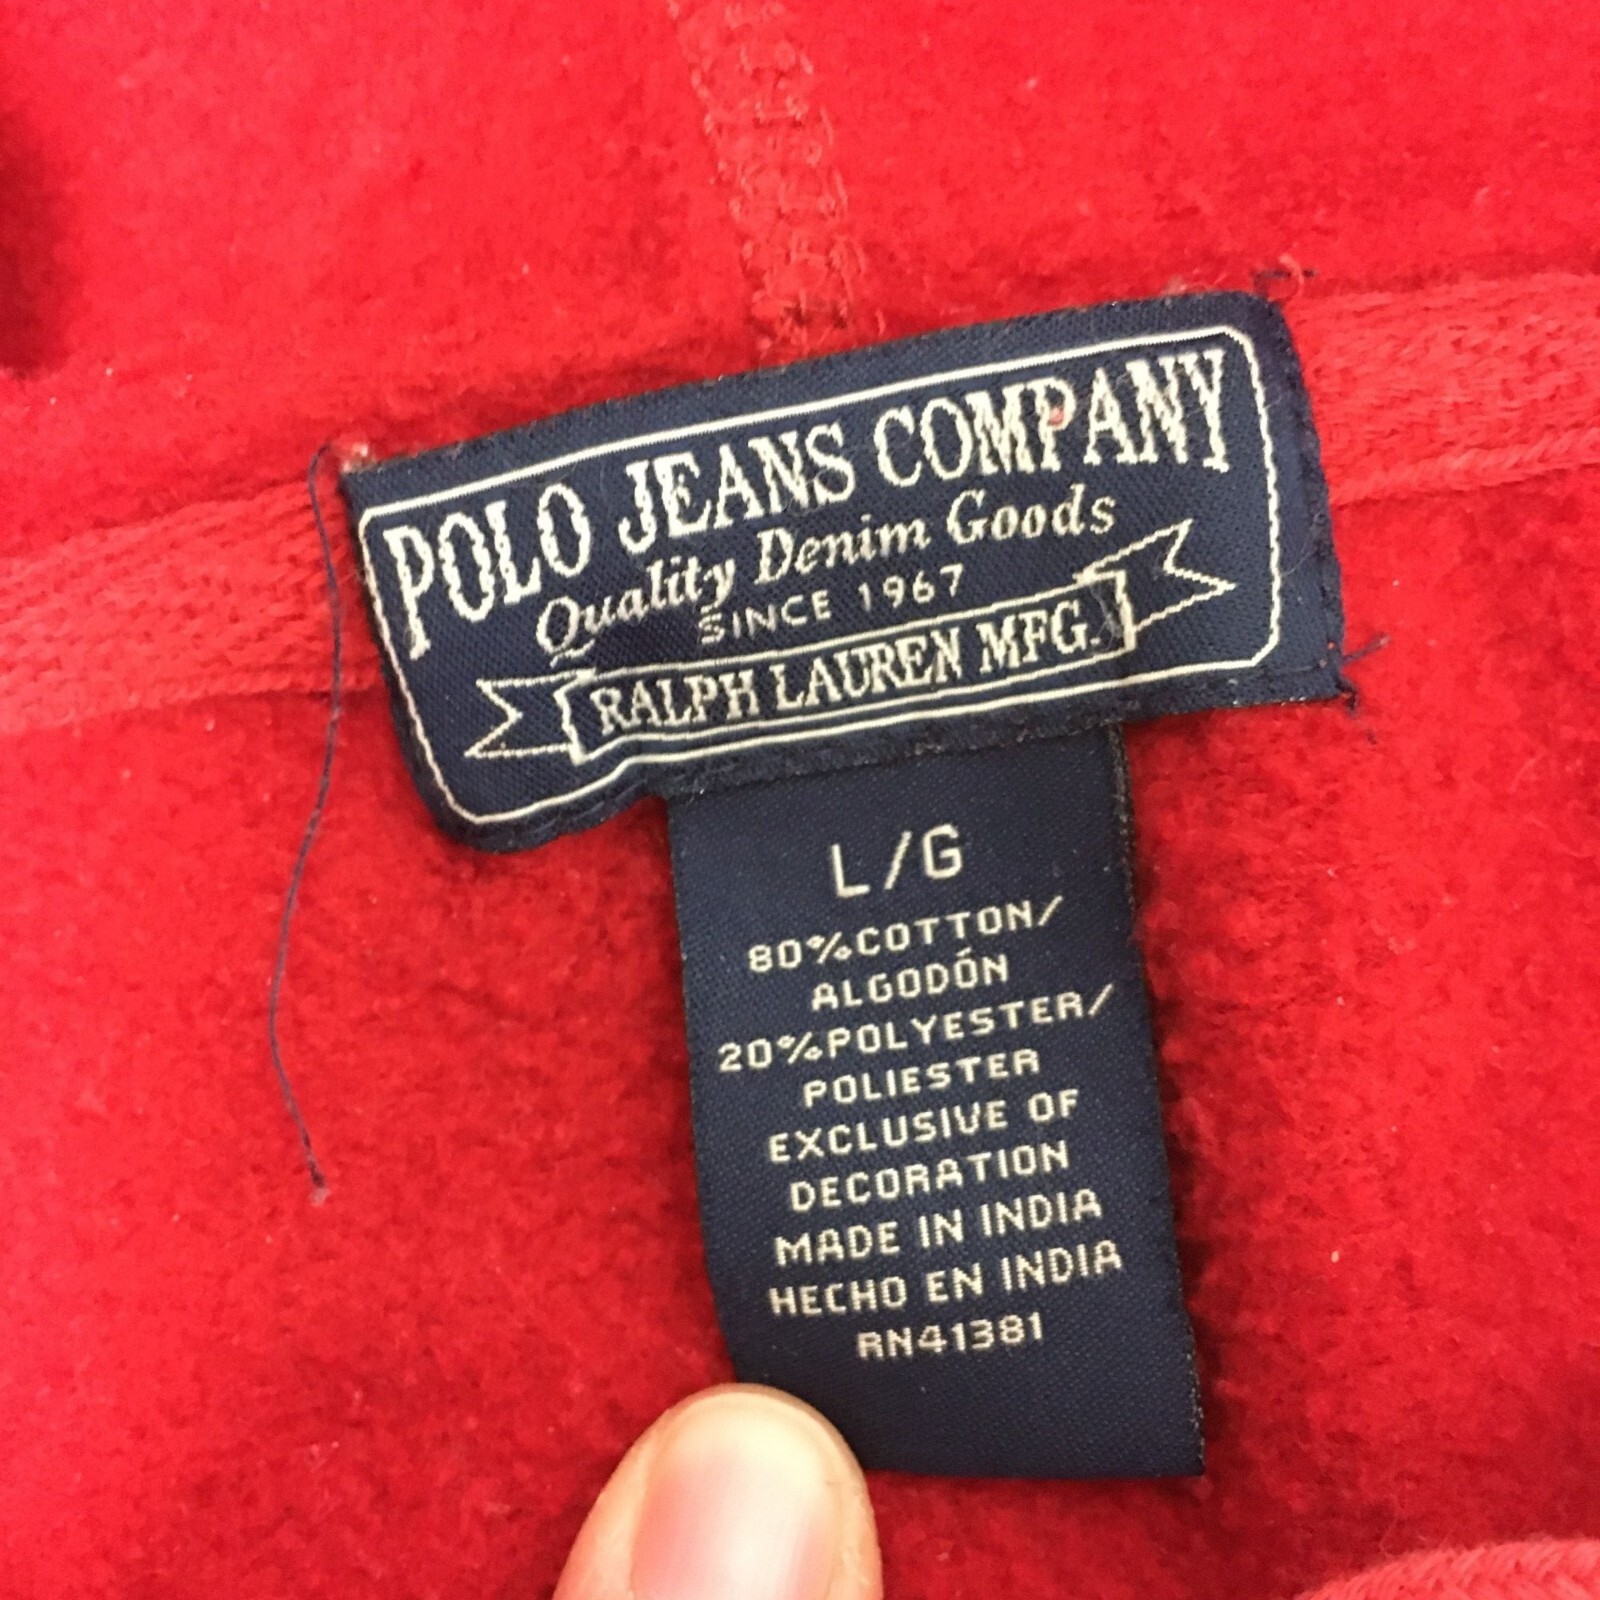 POLO JEANS COMPANY
Quality Denim Goods
SINCE 1967
RALPH LAUREN MFG.
L/G
80%COTTON/
ALGODÓN
20%POLYESTER/
POLIESTER
EXCLUSIVE OF
DECORATION
MADE IN INDIA
HECHO EN INDIA
RN41381